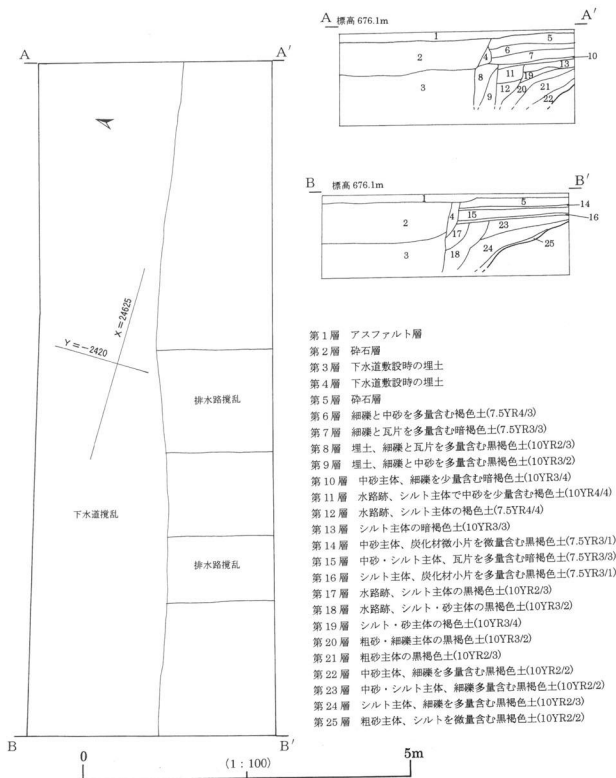 A
A′
X=24625
Y=-2420
排水路攪乱
下水道攪乱
排水路攪乱
B
B′
0
(1:100)
5m
A
標高 676.1m
A′
1
5
2
4
6
7
10
3
8
11
19
13
9
12
20
21
22
B
標高 676.1m
B′
1
5
14
2
4
15
16
17
23
3
18
24
25
第1層 アスファルト層
第2層 砕石層
第3層 下水道敷設時の埋土
第4層 下水道敷設時の埋土
第5層 砕石層
第6層 細礫と中砂を多量含む褐色土(7.5YR4/3)
第7層 細礫と瓦片を多量含む暗褐色土(7.5YR3/3)
第8層 埋土、細礫と瓦片を多量含む黒褐色土(10YR2/3)
第9層 埋土、細礫と中砂を多量含む黒褐色土(10YR3/2)
第10層 中砂主体、細礫を少量含む暗褐色土(10YR3/4)
第11層 水路跡、シルト主体で中砂を少量含む褐色土(10YR4/4)
第12層 水路跡、シルト主体の褐色土(7.5YR4/4)
第13層 シルト主体の暗褐色土(10YR3/3)
第14層 中砂主体、炭化材微小片を微量含む黒褐色土(7.5YR3/1)
第15層 中砂・シルト主体、瓦片を多量含む暗褐色土(7.5YR3/3)
第16層 シルト主体、炭化材小片を多量含む黒褐色土(7.5YR3/1)
第17層 水路跡、シルト主体の黒褐色土(10YR2/3)
第18層 水路跡、シルト・砂主体の黒褐色土(10YR3/2)
第19層 シルト・砂主体の褐色土(10YR3/4)
第20層 粗砂・細礫主体の黒褐色土(10YR3/2)
第21層 粗砂主体の黒褐色土(10YR2/3)
第22層 中砂主体、細礫を多量含む黒褐色土(10YR2/2)
第23層 中砂・シルト主体、細礫多量含む黒褐色土(10YR2/2)
第24層 シルト主体、細礫を多量含む黒褐色土(10YR2/3)
第25層 粗砂主体、シルトを微量含む黒褐色土(10YR2/2)